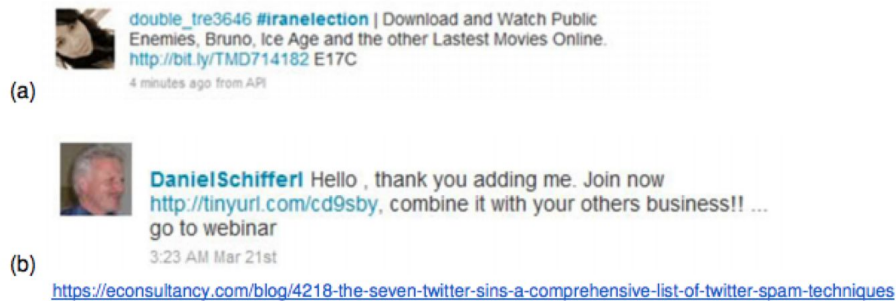 double_tre3646 #iranelection | Download and Watch Public
Enemies, Bruno, Ice Age and the other Lastest Movies Online.
http://bit.ly/TMD714182 E17C
4 minutes ago from API
(a)
DanielSchifferl Hello , thank you adding me. Join now
http://tinyurl.com/cd9sby, combine it with your others business!! ...
go to webinar
3:23 AM Mar 21st
(b)
https://econsultancy.com/blog/4218-the-seven-twitter-sins-a-comprehensive-list-of-twitter-spam-techniques